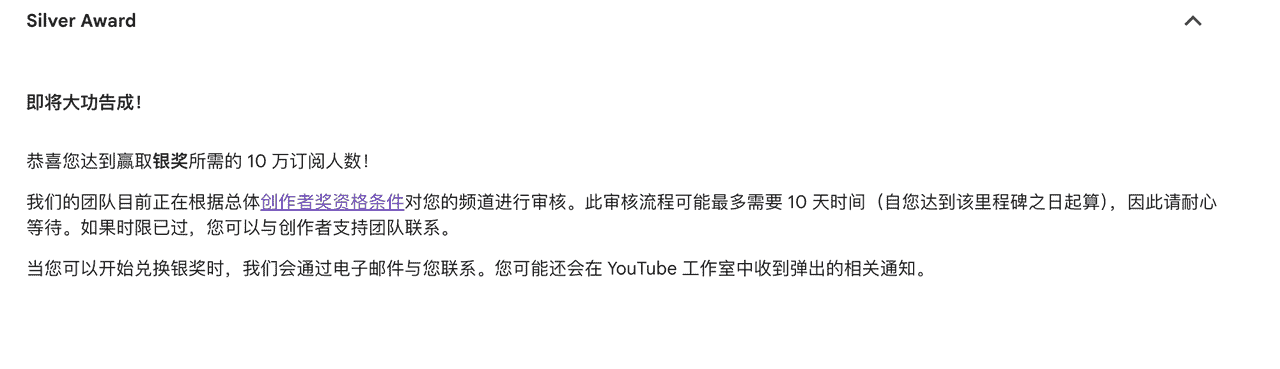 Silver Award
即将大功告成！
恭喜您达到赢取银奖所需的 10 万订阅人数！
我们的团队目前正在根据总体创作者奖资格条件对您的频道进行审核。此审核流程可能最多需要 10 天时间（自您达到该里程碑之日起算），因此请耐心
等待。如果时限已过，您可以与创作者支持团队联系。
当您可以开始兑换银奖时，我们会通过电子邮件与您联系。您可能还会在 YouTube 工作室中收到弹出的相关通知。